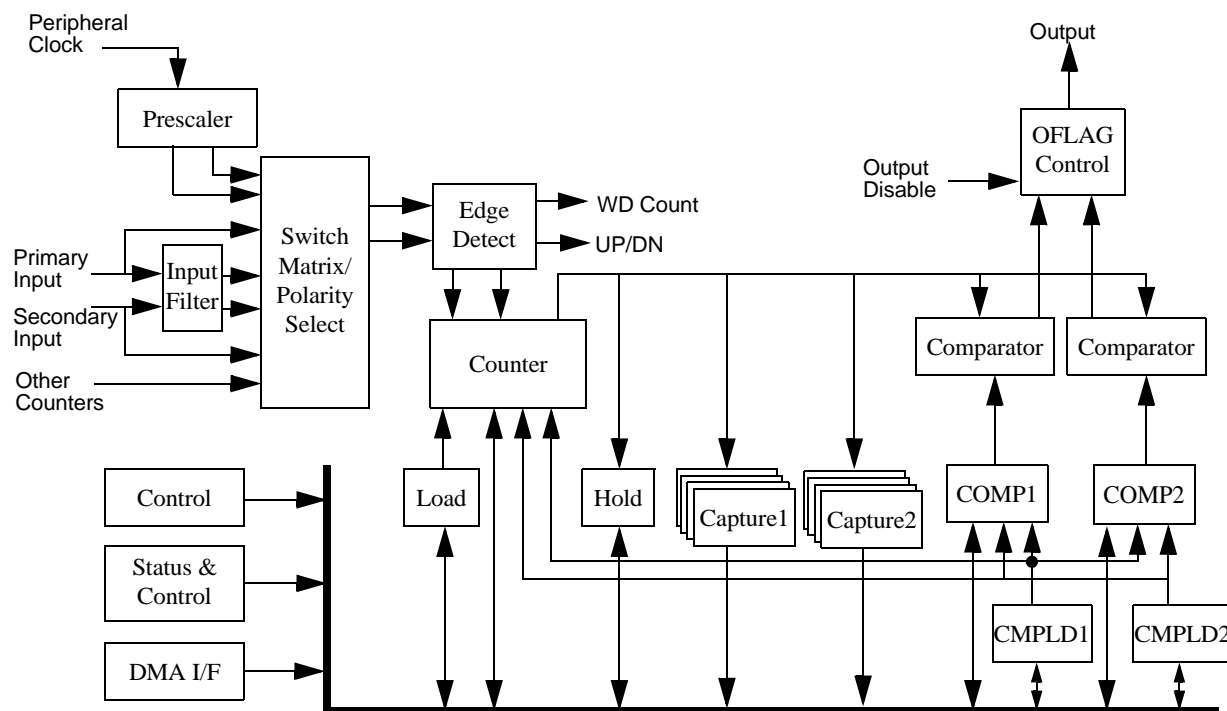 Peripheral
Clock
Output
Prescaler
OFLAG
Control
Output
Disable
Edge
Detect
WD Count
UP/DN
Switch
Matrix/
Polarity
Select
Primary
Input
Input
Filter
Secondary
Input
Other
Counters
Counter
Comparator
Comparator
Control
Load
Hold
Capture1
Capture2
COMP1
COMP2
Status &
Control
CMPLD1
CMPLD2
DMA I/F